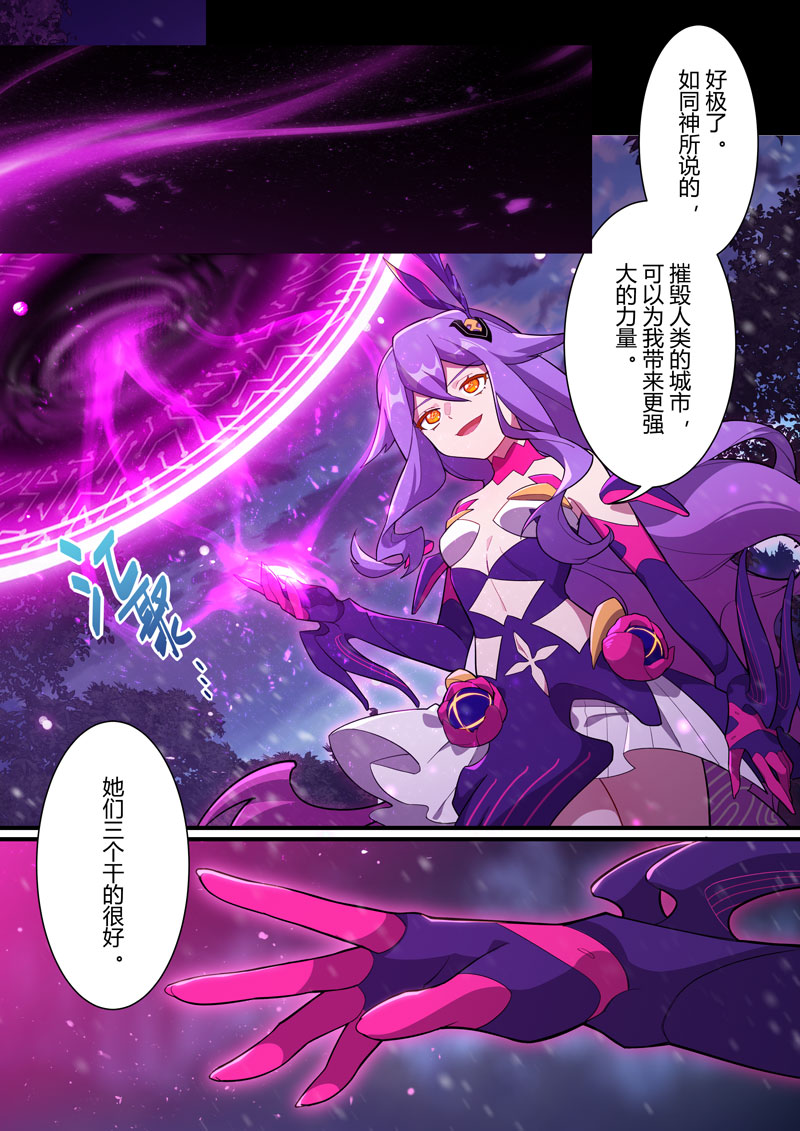 好极了。
如同神所说的，
摧毁人类的城市，
可以为我带来更强
大的力量。
汇聚…
她们三个干的很好。